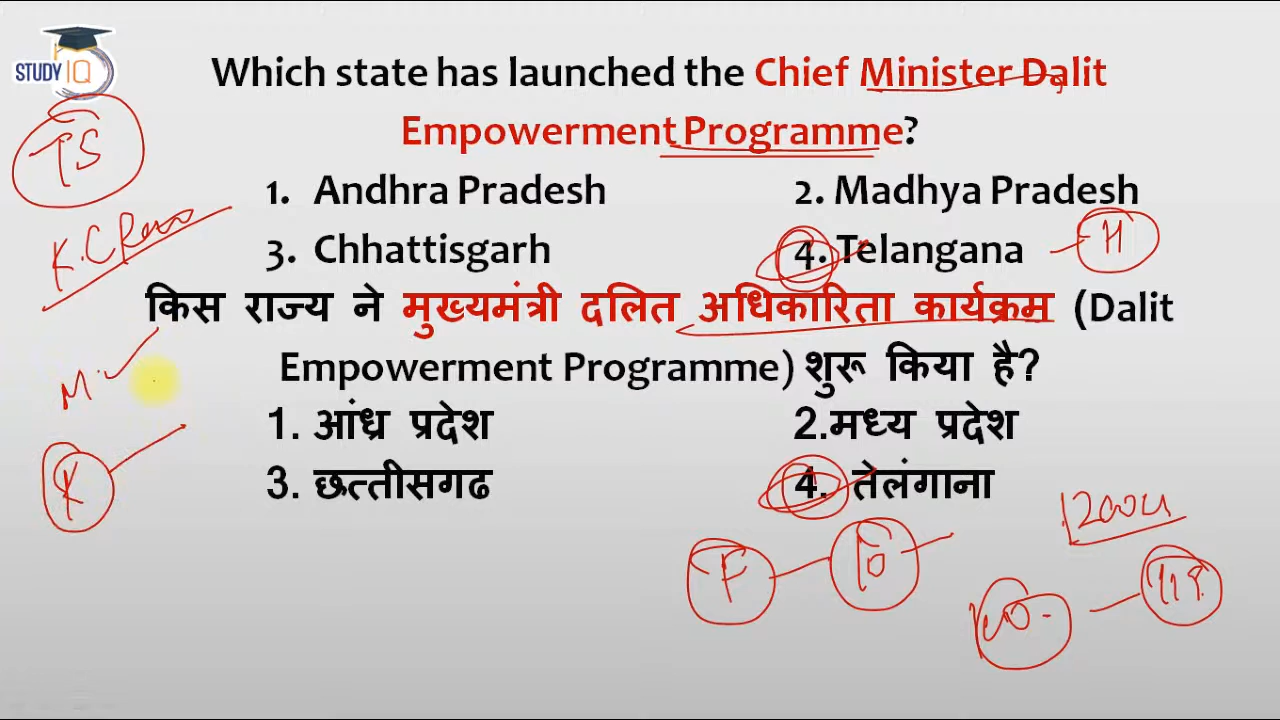 STUDY IQ
Which state has launched the Chief Minister Dalit
Empowerment Programme?
1. Andhra Pradesh 2. Madhya Pradesh
3. Chhattisgarh 4. Telangana
H
TS
K.C Rao
किस राज्य ने मुख्यमंत्री दलित अधिकारिता कार्यक्रम (Dalit
Empowerment Programme) शुरू किया है?
M.
1. आंध्र प्रदेश 2.मध्य प्रदेश
3. छत्तीसगढ 4. तेलंगाना
K
F
10